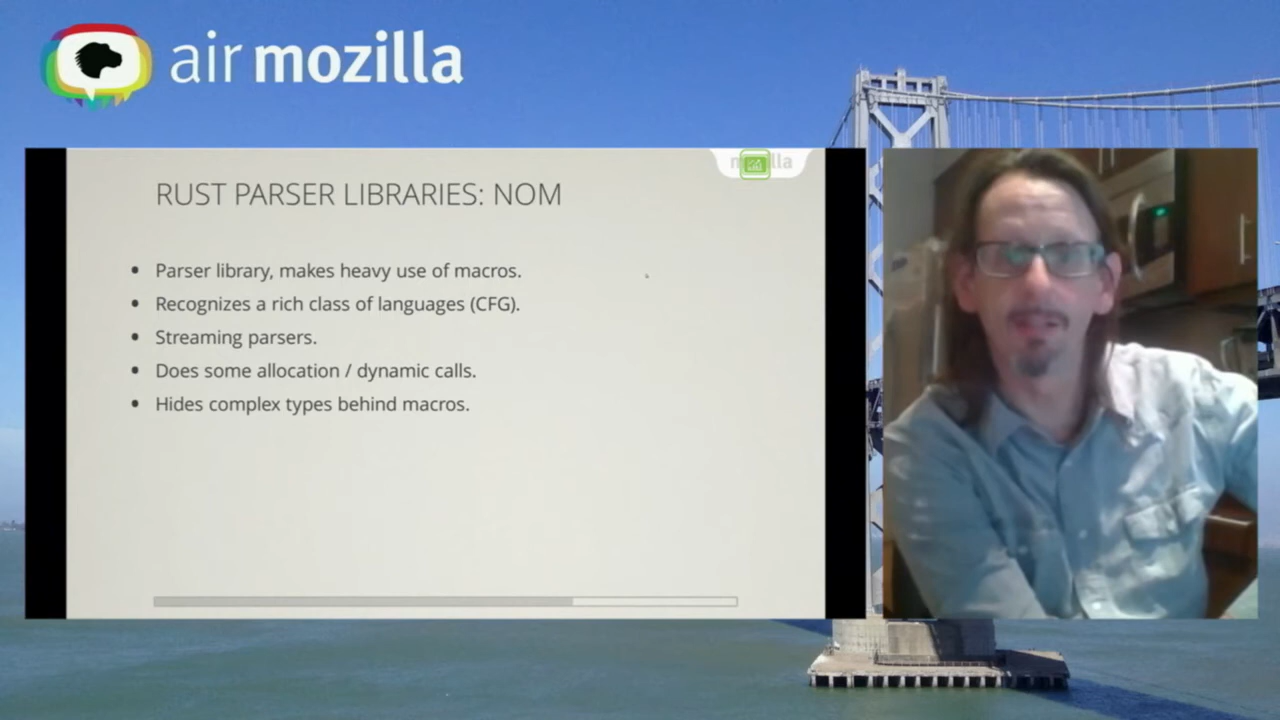 air mozilla
mozilla
RUST PARSER LIBRARIES: NOM
• Parser library, makes heavy use of macros.
• Recognizes a rich class of languages (CFG).
• Streaming parsers.
• Does some allocation / dynamic calls.
• Hides complex types behind macros.